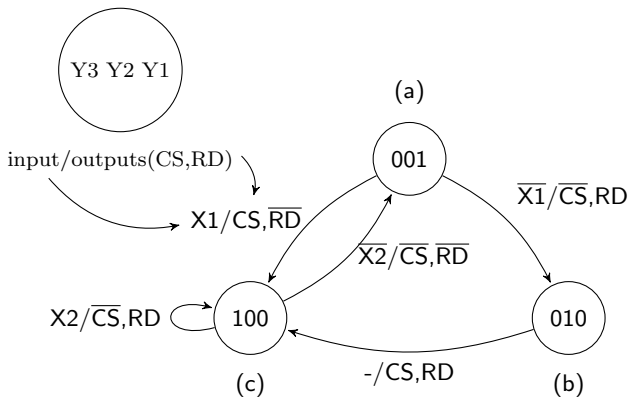 Y3 Y2 Y1
(a)
input/outputs(CS,RD)
001
X̅1̅/C̅S̅,RD
X1/CS,R̅D̅
X̅2̅/C̅S̅,R̅D̅
X2/C̅S̅,RD
100
010
-/CS,RD
(c)
(b)